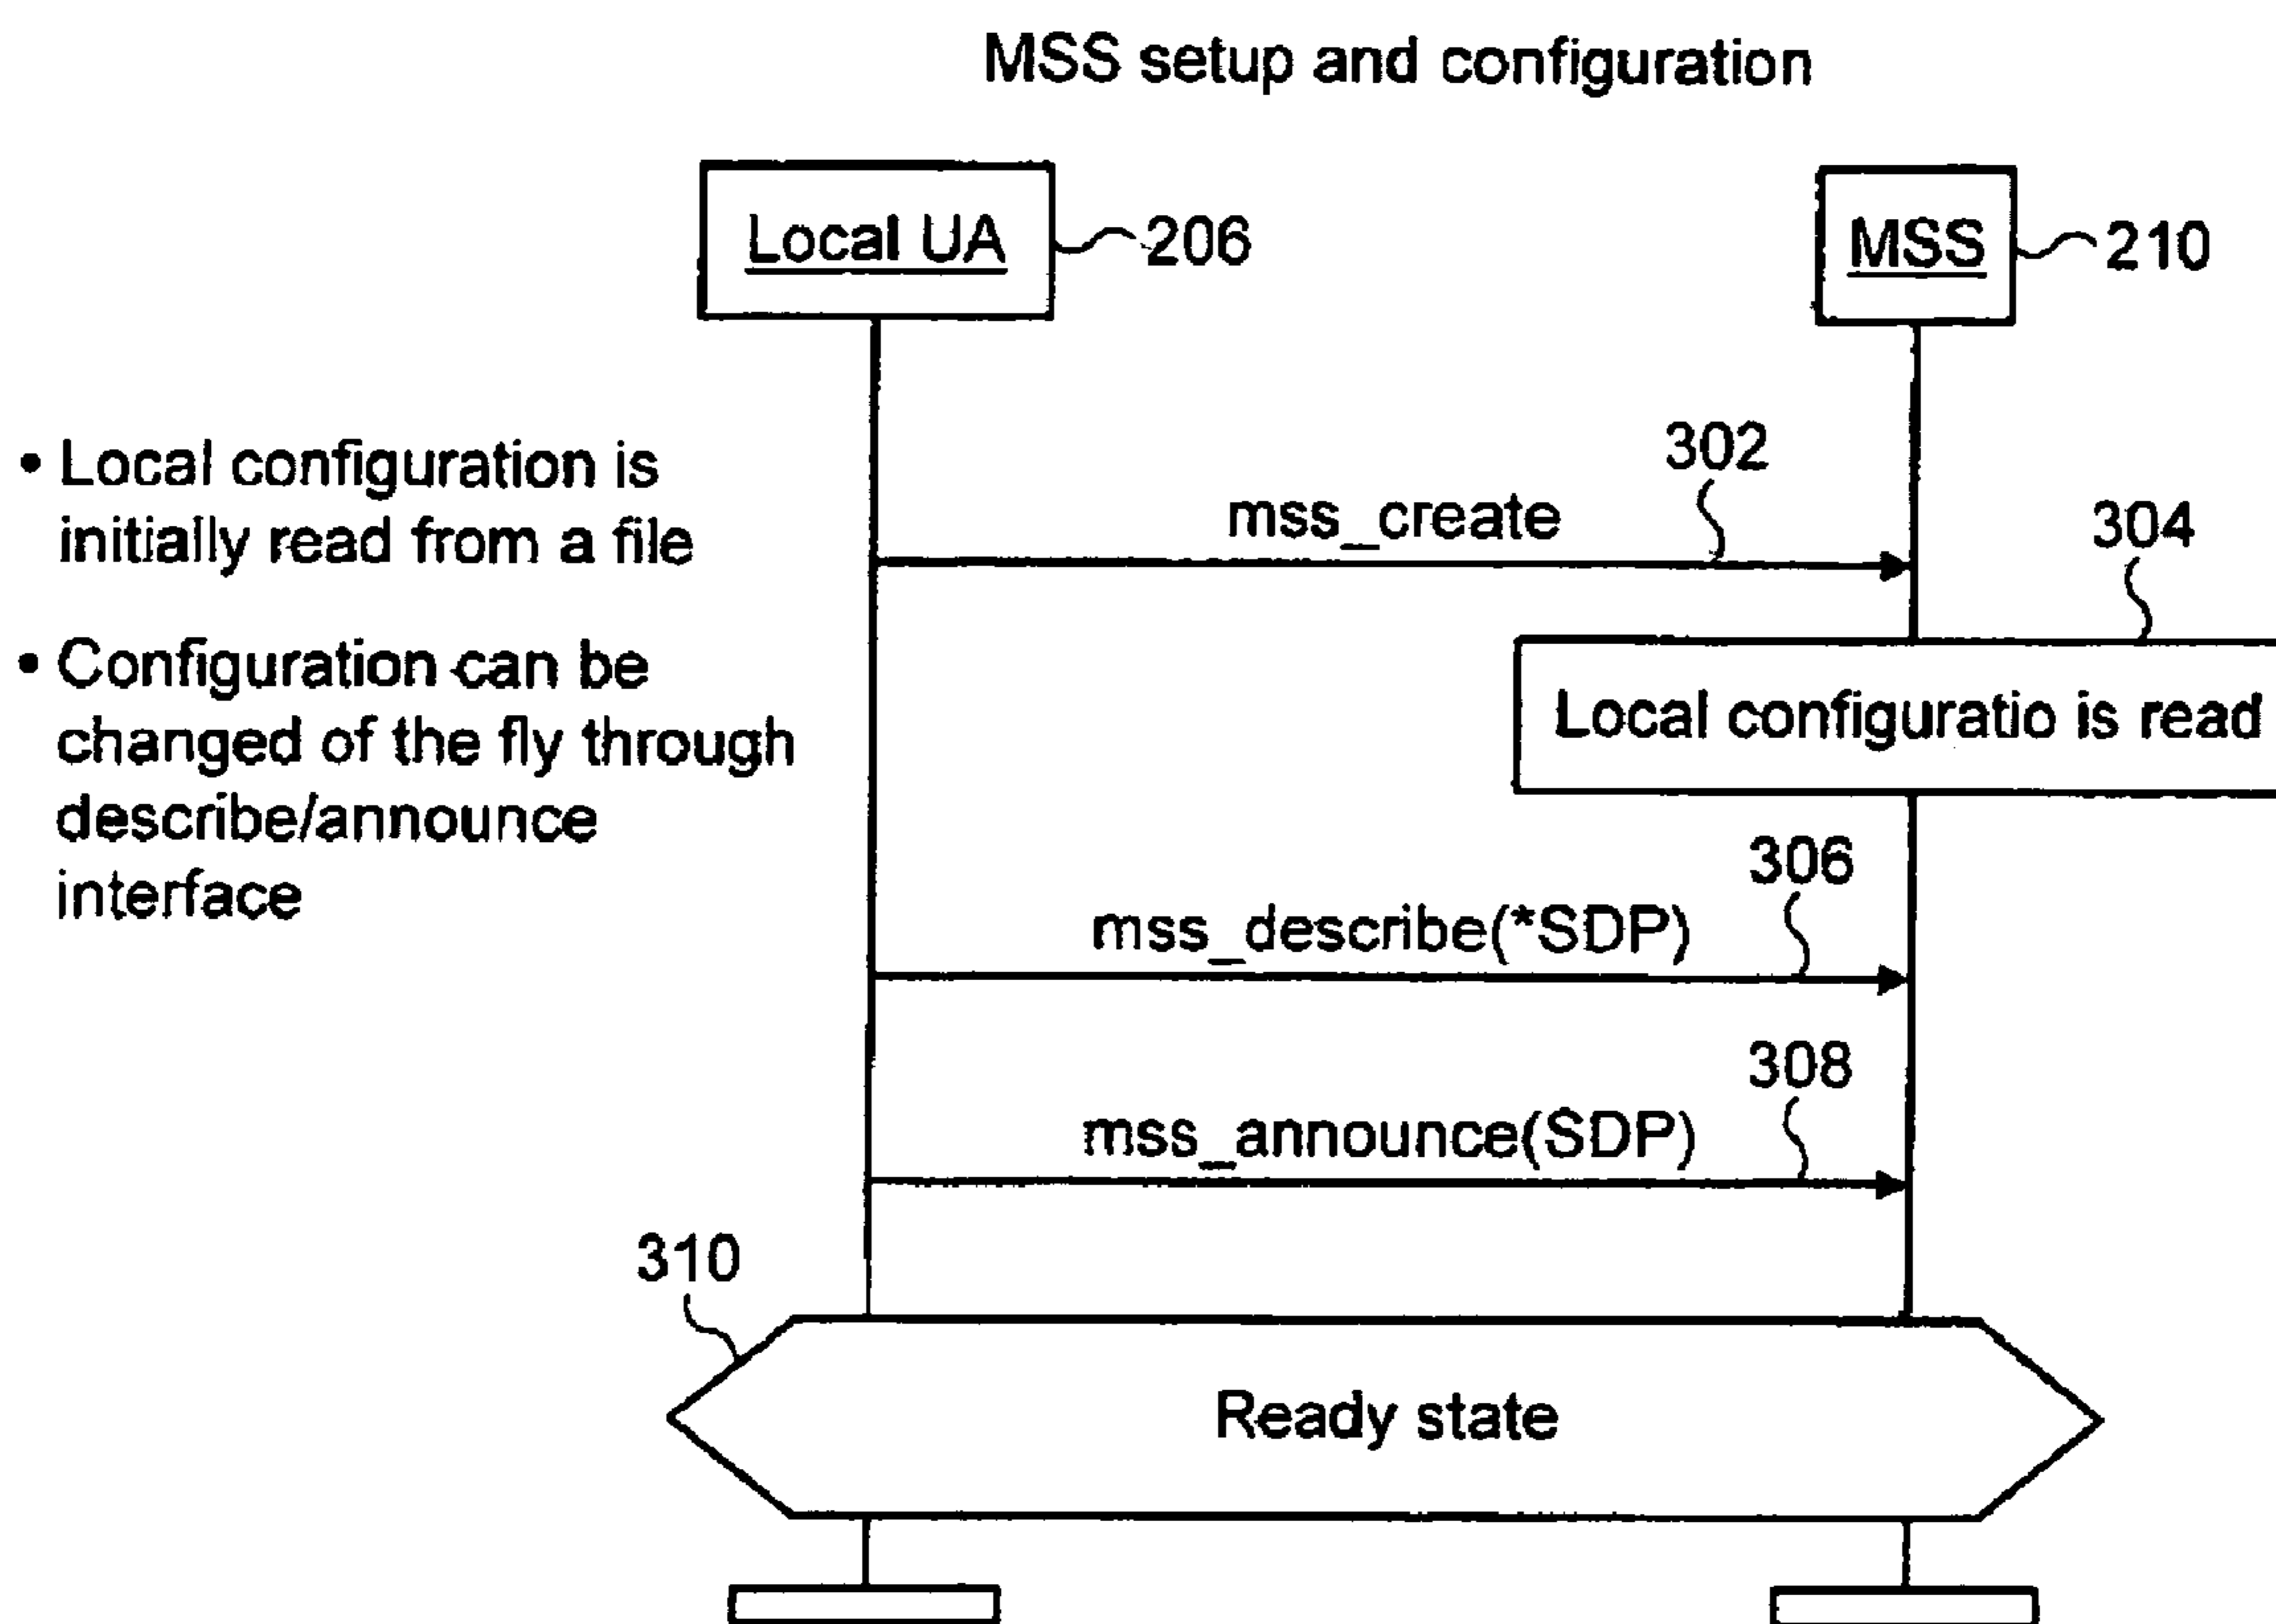 MSS setup and configuration
Local UA
206
MSS
210
• Local configuration is
initially read from a file
• Configuration can be
changed of the fly through
describe/announce
interface
302
mss_create
304
Local configuratio is read
306
mss_describe(*SDP)
308
mss_announce(SDP)
310
Ready state